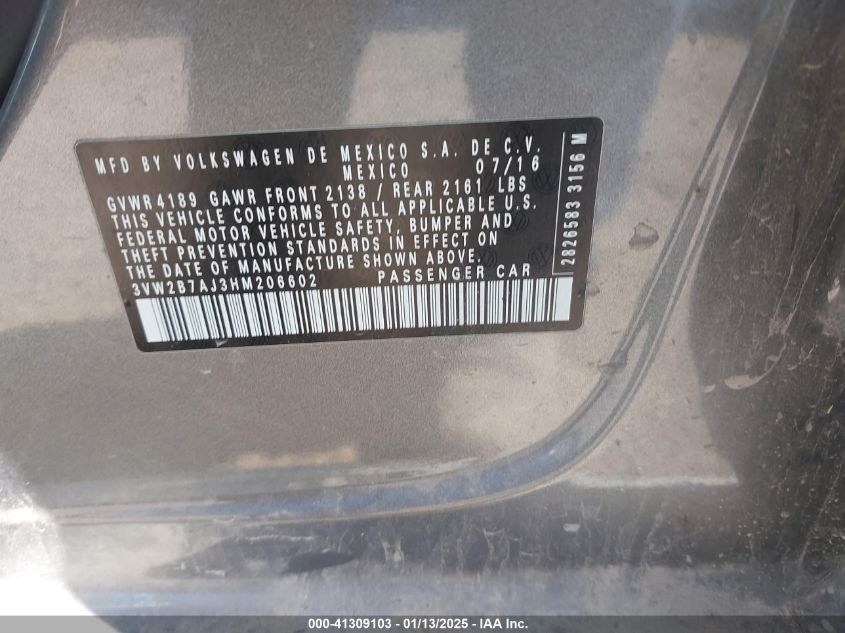 MFD BY VOLKSWAGEN DE MEXICO S.A. DE C.V.
MEXICO 07/16
GVWR 4189 GAWR FRONT 2138 / REAR 2161 LBS
THIS VEHICLE CONFORMS TO ALL APPLICABLE U.S.
FEDERAL MOTOR VEHICLE SAFETY, BUMPER AND
THEFT PREVENTION STANDARDS IN EFFECT ON
THE DATE OF MANUFACTURE SHOWN ABOVE.
3VW2B7AJ3HM206602 PASSENGER CAR
2826583 3156 M
000-41309103 - 01/13/2025 - IAA Inc.